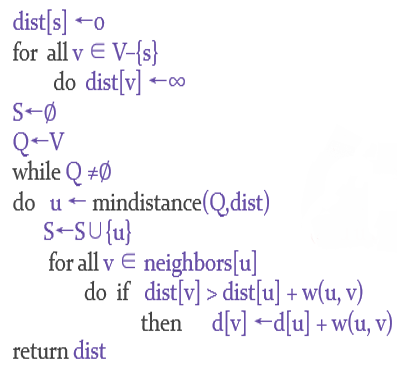 dist[s] ←o
for all v ∈ V–{s}
do dist[v] ←∞
S←∅
Q←V
while Q ≠∅
do u ← mindistance(Q,dist)
S←S∪{u}
for all v ∈ neighbors[u]
do if dist[v] > dist[u] + w(u, v)
then d[v] ←d[u] + w(u, v)
return dist